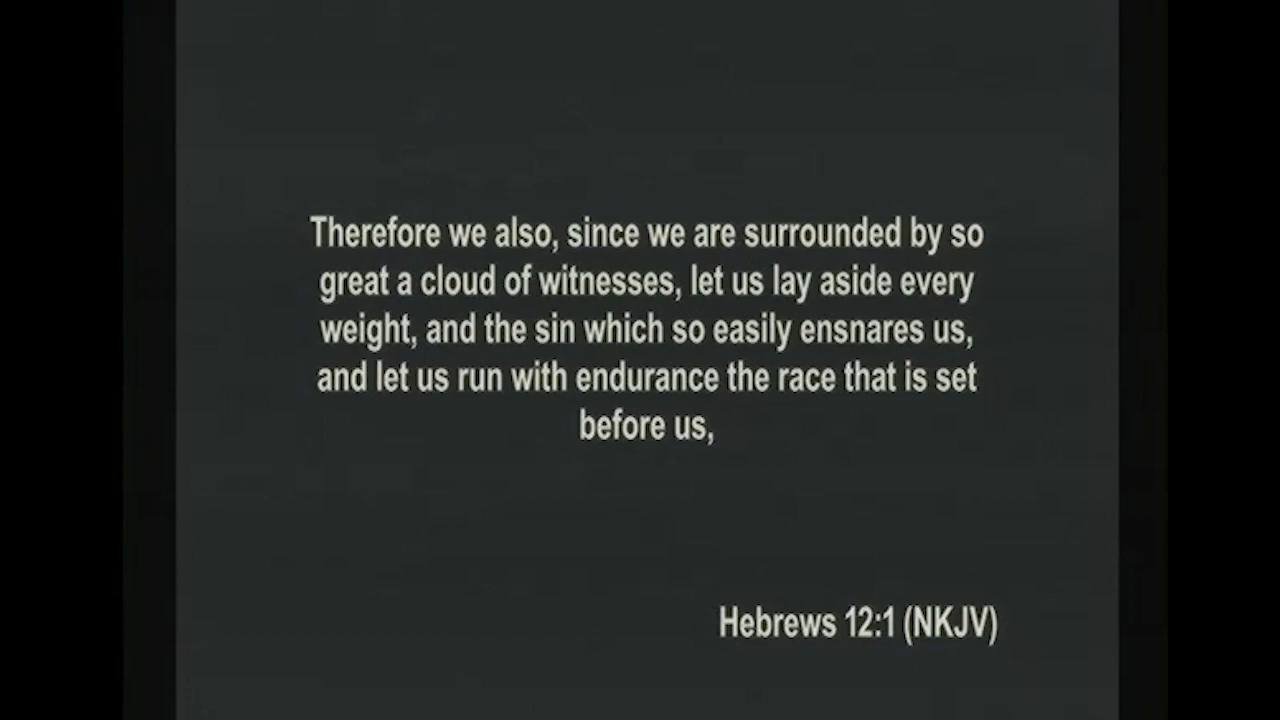 Therefore we also, since we are surrounded by so
great a cloud of witnesses, let us lay aside every
weight, and the sin which so easily ensnares us,
and let us run with endurance the race that is set
before us,
Hebrews 12:1 (NKJV)